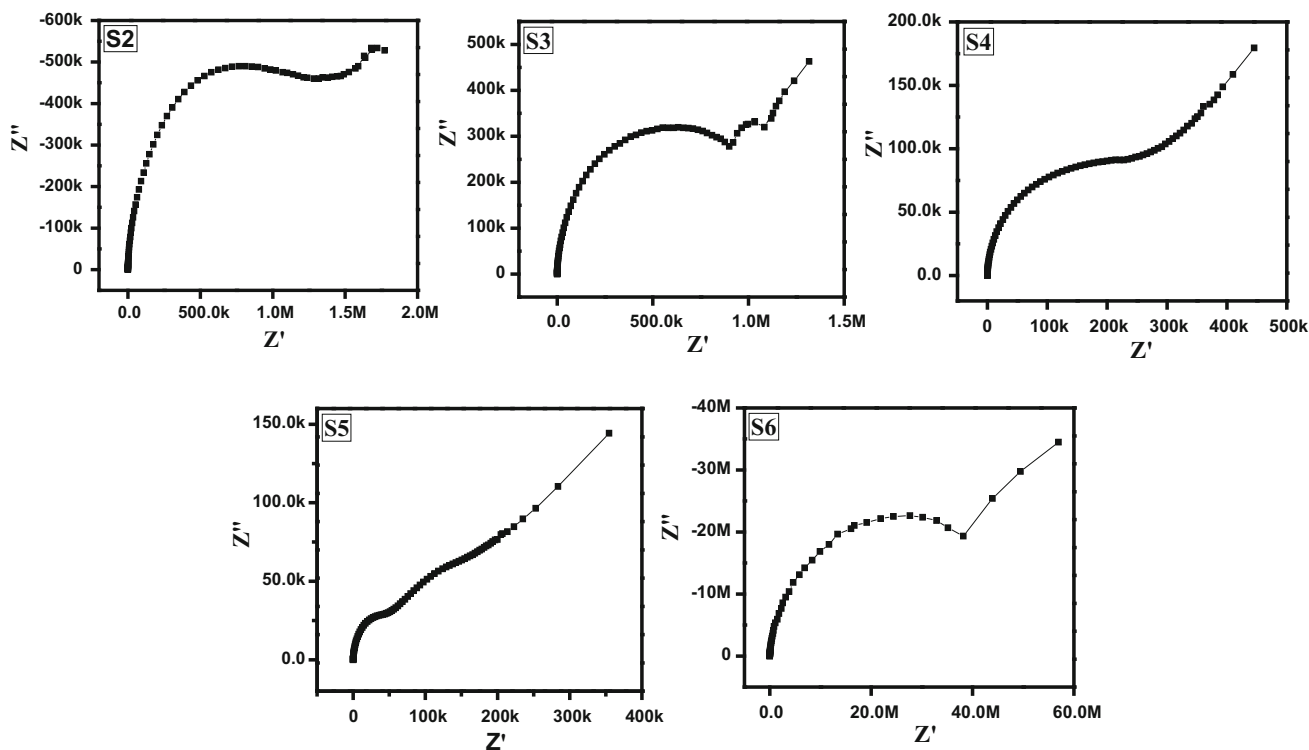 S2
-600k
-500k
-400k
-300k
-200k
-100k
0
0.0 500.0k 1.0M 1.5M 2.0M
Z''
Z'
S3
500k
400k
300k
200k
100k
0
0.0 500.0k 1.0M 1.5M
Z''
Z'
S4
200.0k
150.0k
100.0k
50.0k
0.0
0 100k 200k 300k 400k 500k
Z''
Z'
S5
150.0k
100.0k
50.0k
0.0
0 100k 200k 300k 400k
Z''
Z'
S6
-40M
-30M
-20M
-10M
0
0.0 20.0M 40.0M 60.0M
Z''
Z'